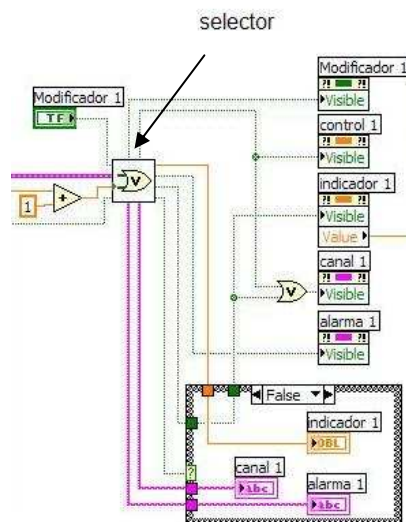 selector
Modificador 1
TF
1
V
Modificador 1
Visible
control 1
Visible
indicador 1
Visible
Value
canal 1
V
Visible
alarma 1
Visible
False
?
indicador 1
DBL
canal 1
abc
alarma 1
abc